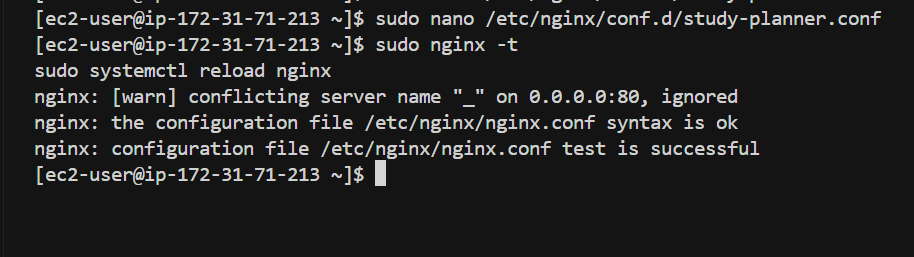 [ec2-user@ip-172-31-71-213 ~]$ sudo nano /etc/nginx/conf.d/study-planner.conf
[ec2-user@ip-172-31-71-213 ~]$ sudo nginx -t
sudo systemctl reload nginx
nginx: [warn] conflicting server name "_" on 0.0.0.0:80, ignored
nginx: the configuration file /etc/nginx/nginx.conf syntax is ok
nginx: configuration file /etc/nginx/nginx.conf test is successful
[ec2-user@ip-172-31-71-213 ~]$